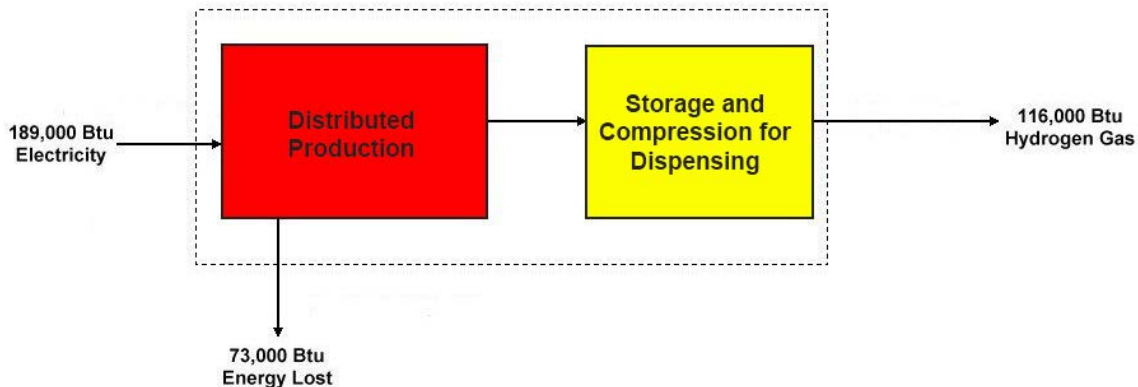 189,000 Btu
Electricity
Distributed
Production
Storage and
Compression for
Dispensing
116,000 Btu
Hydrogen Gas
73,000 Btu
Energy Lost